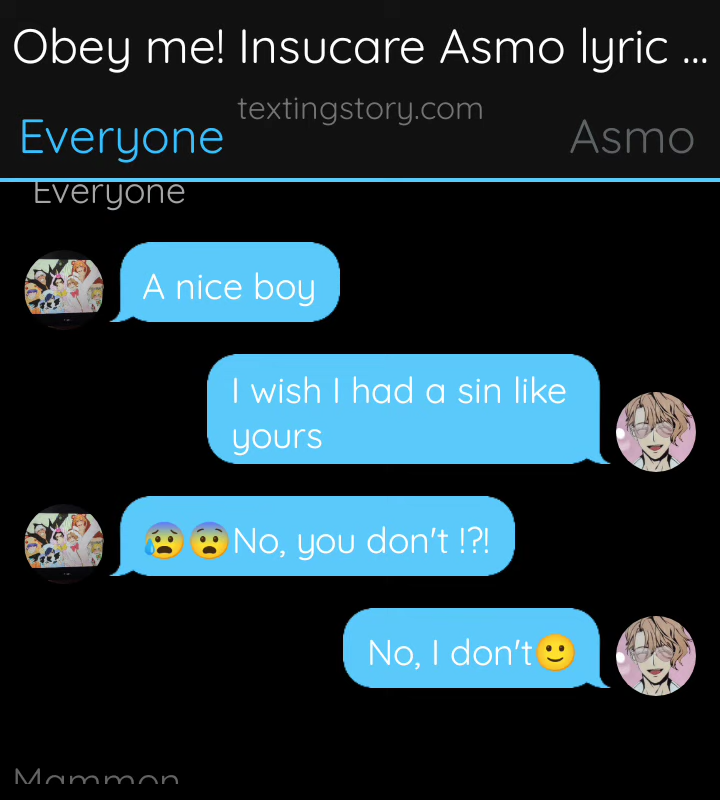 Obey me! Insucare Asmo lyric ...
textingstory.com
Everyone
Asmo
Everyone
A nice boy
I wish I had a sin like
yours
😰😨No, you don't !?!
No, I don't🙂
Mammon